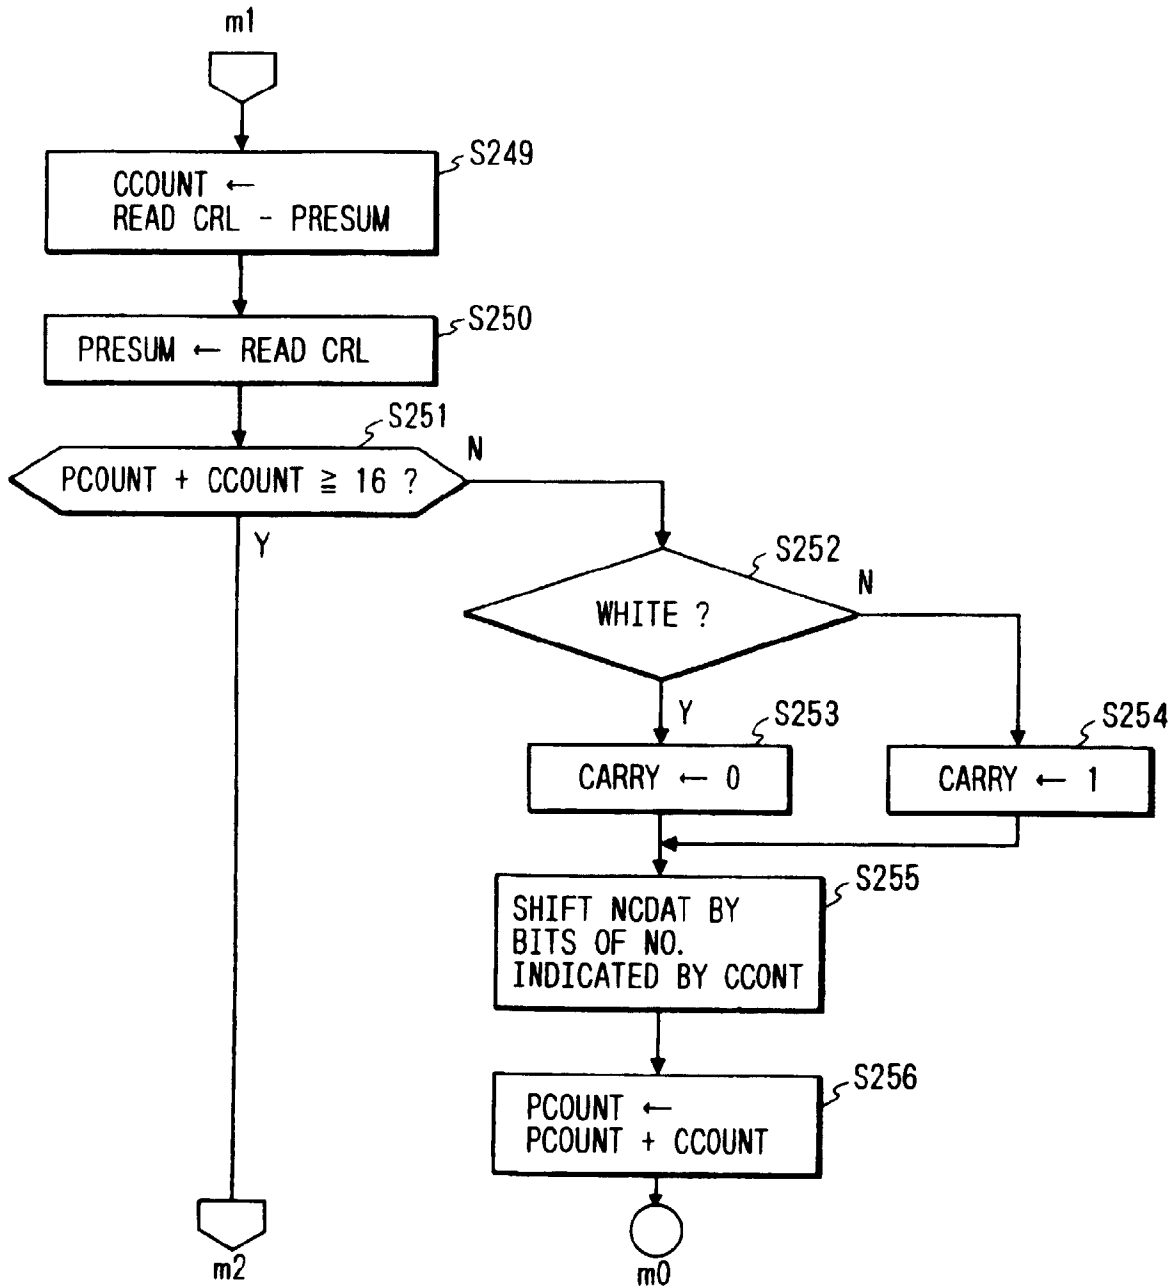 m1
S249
CCOUNT ←
READ CRL - PRESUM
S250
PRESUM ← READ CRL
S251
PCOUNT + CCOUNT ≧ 16 ?
N
Y
S252
WHITE ?
N
Y
S253
CARRY ← 0
S254
CARRY ← 1
S255
SHIFT NCDAT BY
BITS OF NO.
INDICATED BY CCONT
S256
PCOUNT ←
PCOUNT + CCOUNT
m2
m0